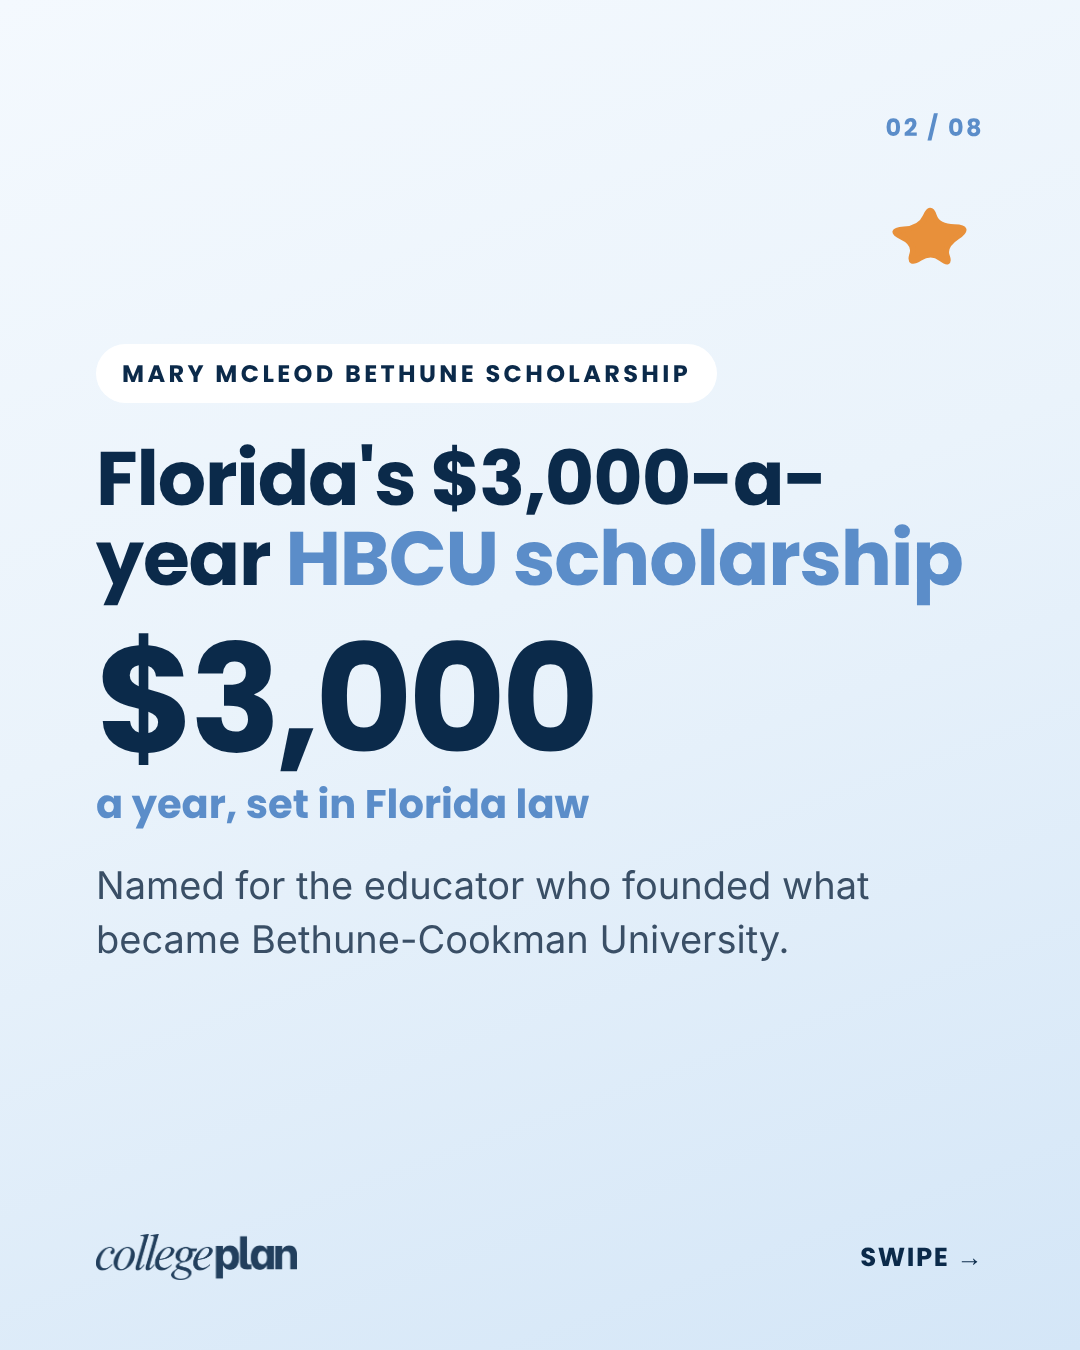 02 / 08
MARY MCLEOD BETHUNE SCHOLARSHIP
Florida's $3,000-a-
year HBCU scholarship
$3,000
a year, set in Florida law
Named for the educator who founded what
became Bethune-Cookman University.
collegeplan
SWIPE →